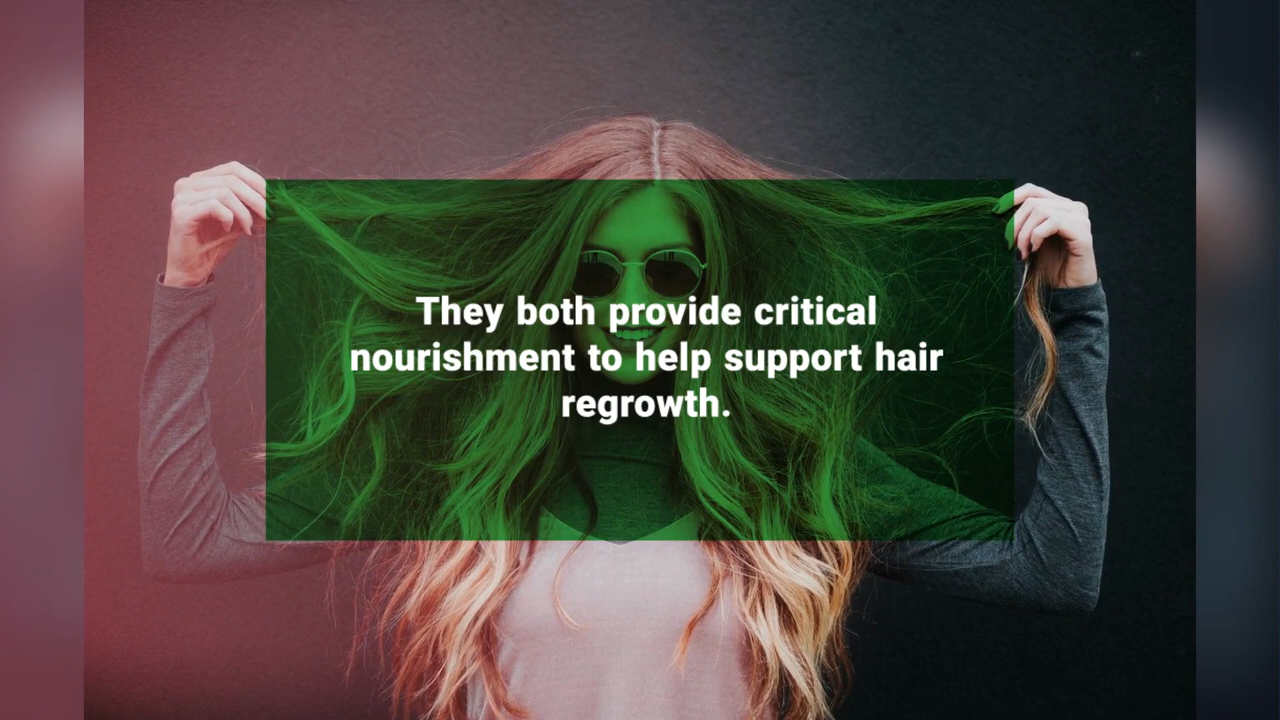 They both provide critical
nourishment to help support hair
regrowth.